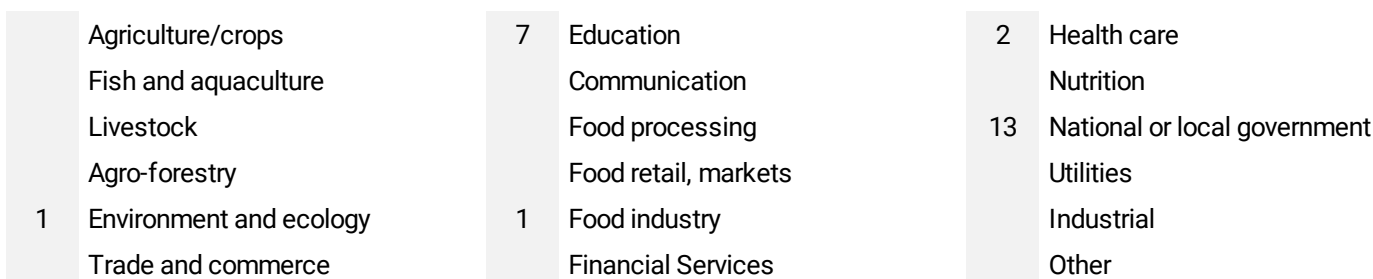 Agriculture/crops 7 Education 2 Health care
Fish and aquaculture Communication Nutrition
Livestock Food processing 13 National or local government
Agro-forestry Food retail, markets Utilities
1 Environment and ecology 1 Food industry Industrial
Trade and commerce Financial Services Other